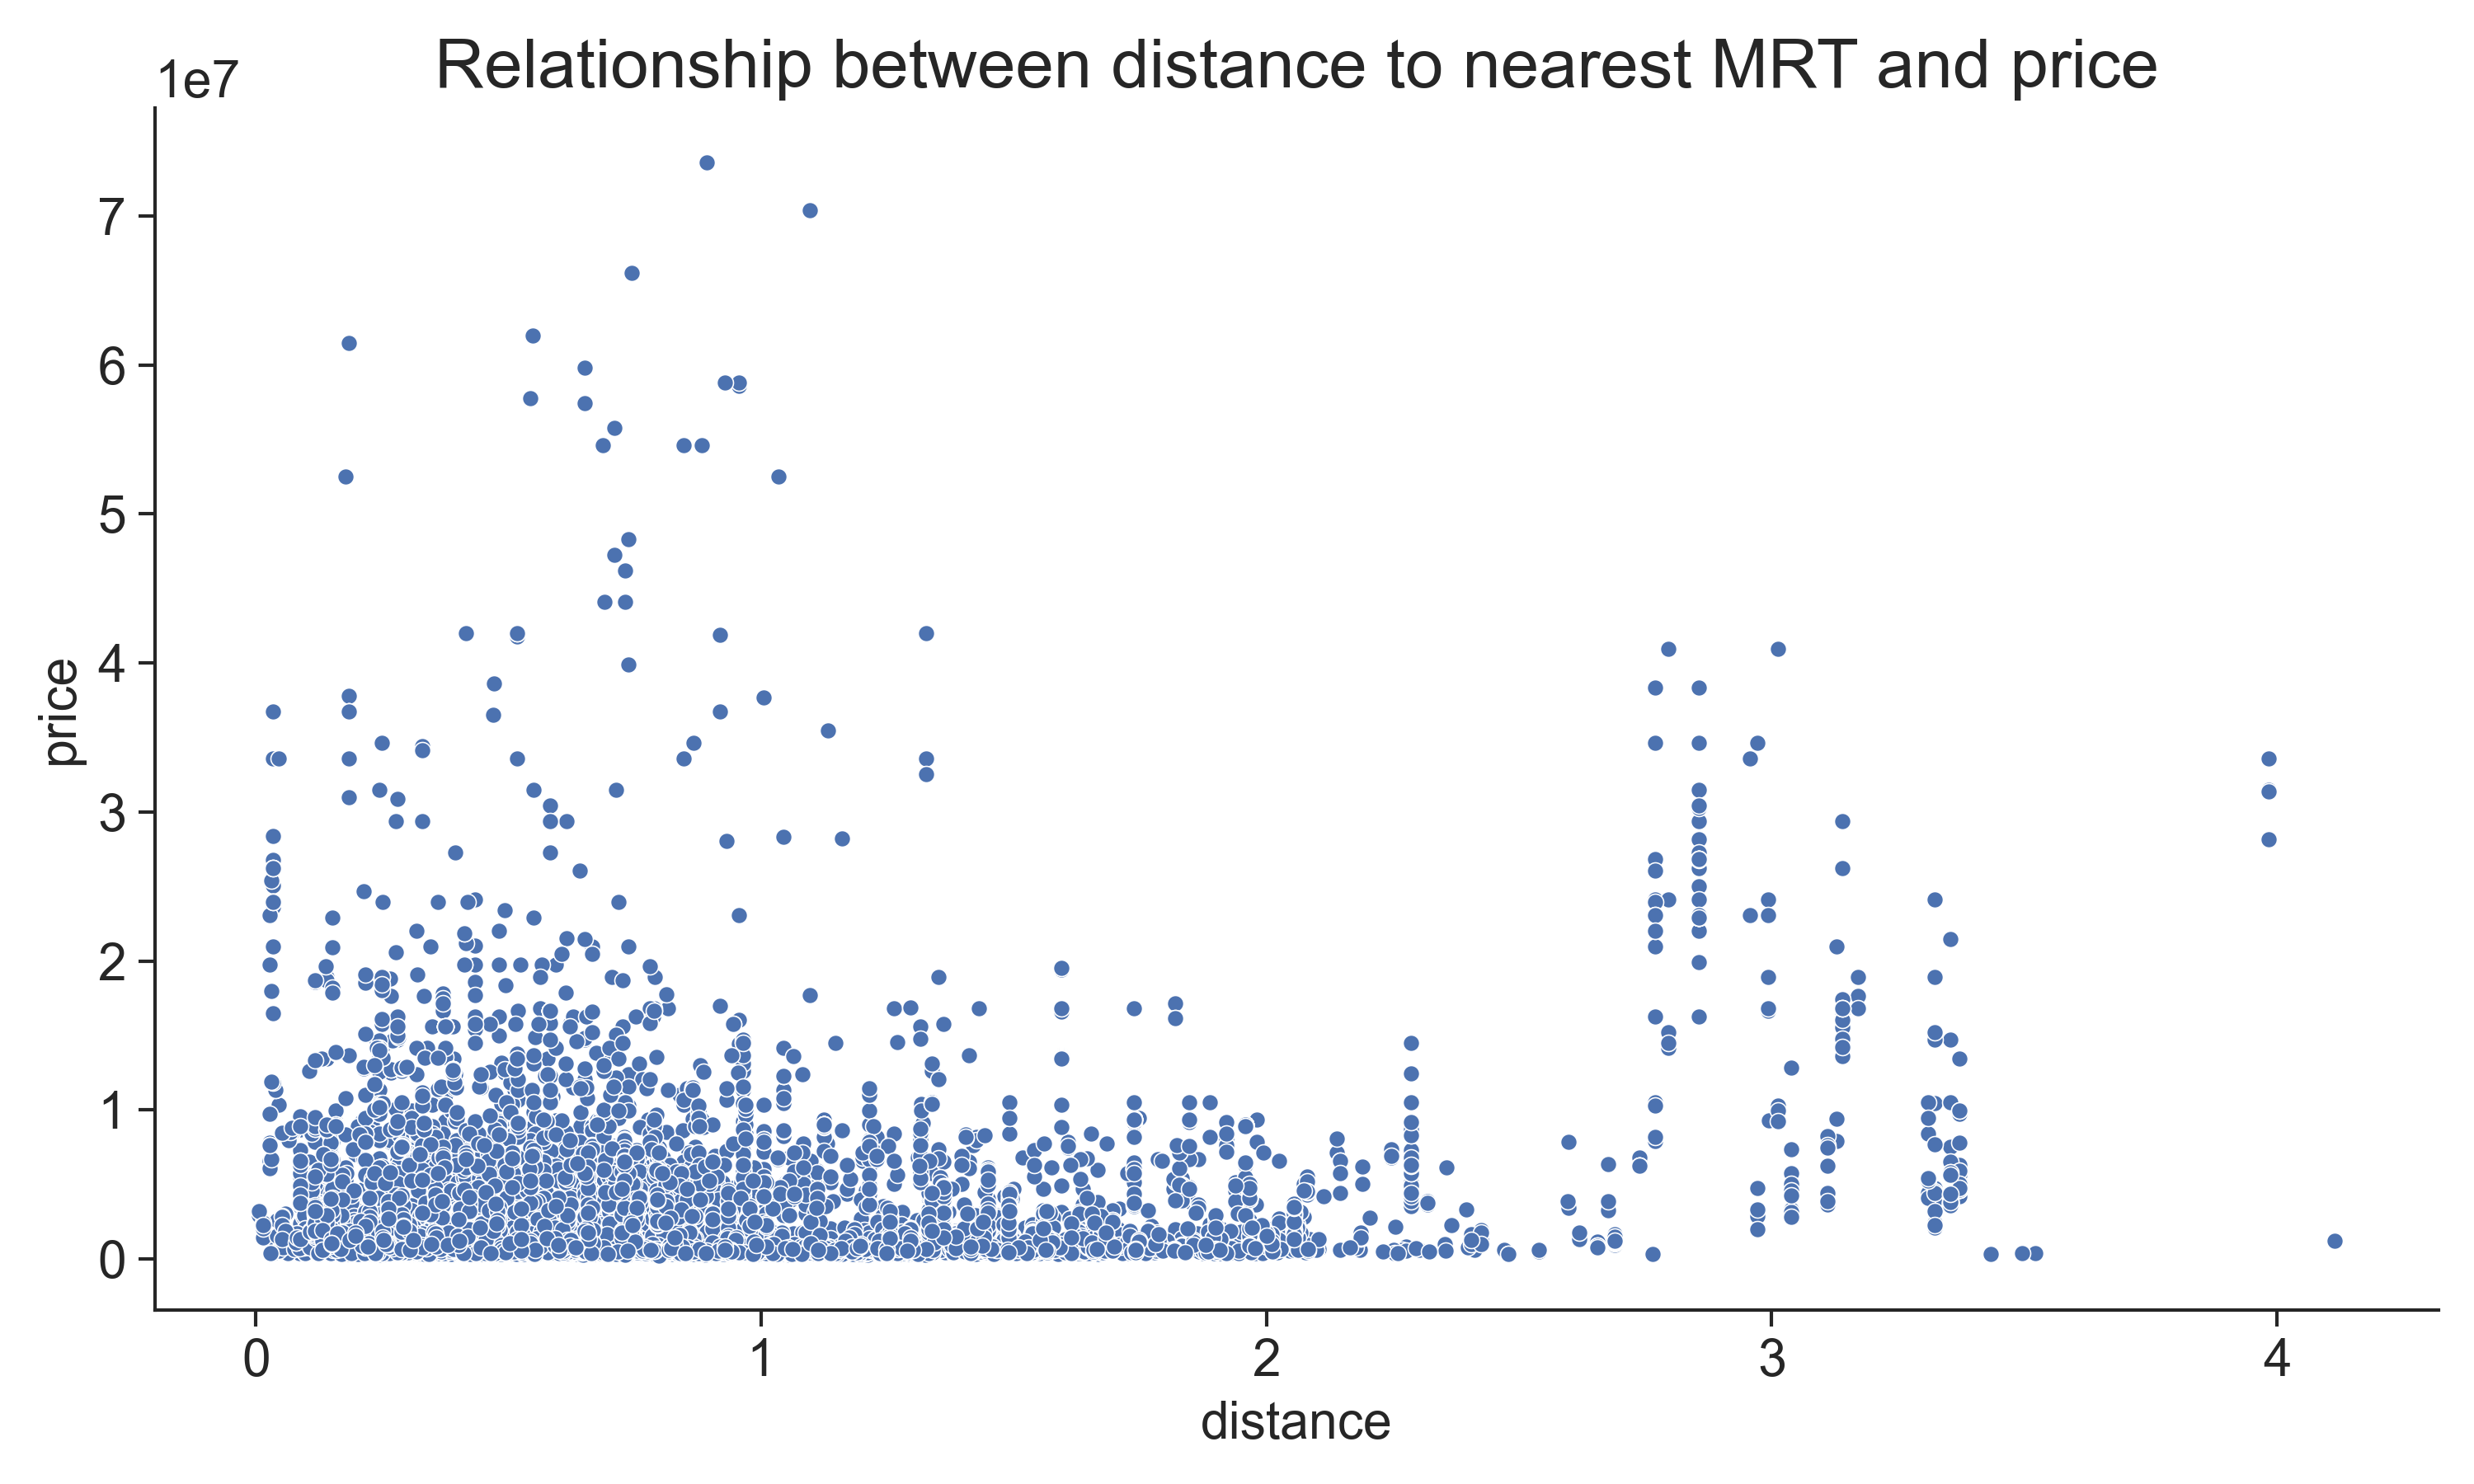 Relationship between distance to nearest MRT and price
1e7
7
6
5
4
3
2
1
0
price
0 1 2 3 4
distance